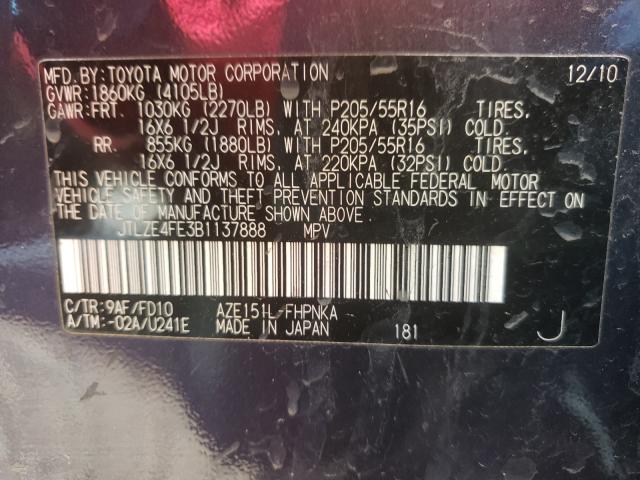 MFD. BY: TOYOTA MOTOR CORPORATION 12/10
GVWR: 1860KG (4105LB)
GAWR: FRT. 1030KG (2270LB) WITH P205/55R16 TIRES,
16X6 1/2J RIMS, AT 240KPA (35PSI) COLD.
RR. 855KG (1880LB) WITH P205/55R16 TIRES,
16X6 1/2J RIMS, AT 220KPA (32PSI) COLD.
THIS VEHICLE CONFORMS TO ALL APPLICABLE FEDERAL MOTOR
VEHICLE SAFETY AND THEFT PREVENTION STANDARDS IN EFFECT ON
THE DATE OF MANUFACTURE SHOWN ABOVE.
JTLZE4FE3B1137888 MPV
C/TR: 9AF/FD10 AZE151L-FHPNKA
A/TM: -02A/U241E MADE IN JAPAN 181 J